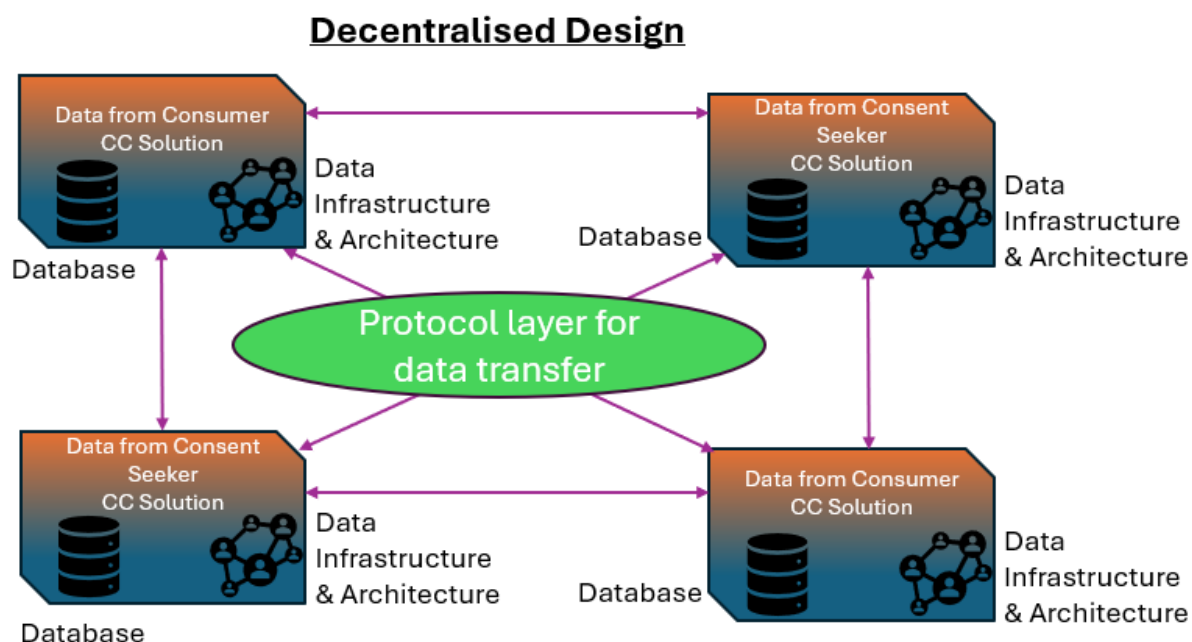 Decentralised Design
Data from Consumer
CC Solution
Data
Infrastructure
& Architecture
Database
Data from Consent
Seeker
CC Solution
Data
Infrastructure
& Architecture
Database
Protocol layer for
data transfer
Data from Consent
Seeker
CC Solution
Data
Infrastructure
& Architecture
Database
Data from Consumer
CC Solution
Data
Infrastructure
& Architecture
Database